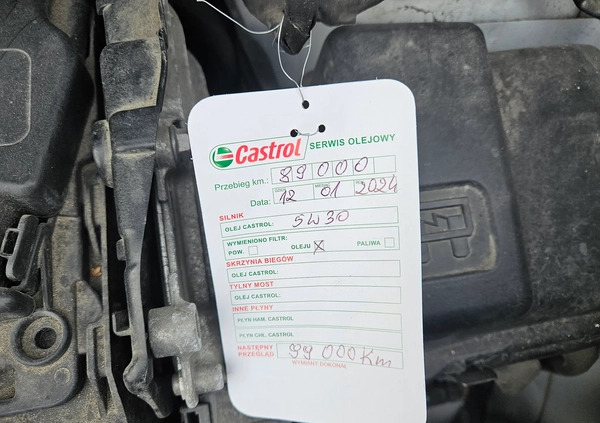 Castrol SERWIS OLEJOWY
Przebieg km.: 89000
Data: 12 01 2024
SILNIK
OLEJ CASTROL: 5W30
WYMIENIONO FILTR:
POW. OLEJU PALIWA
SKRZYNIA BIEGÓW
OLEJ CASTROL:
TYLNY MOST
OLEJ CASTROL:
INNE PŁYNY
PŁYN HAM. CASTROL
PŁYN CHŁ. CASTROL
NASTĘPNY
PRZEGLĄD 99 000 Km
WYMIANY DOKONAŁ